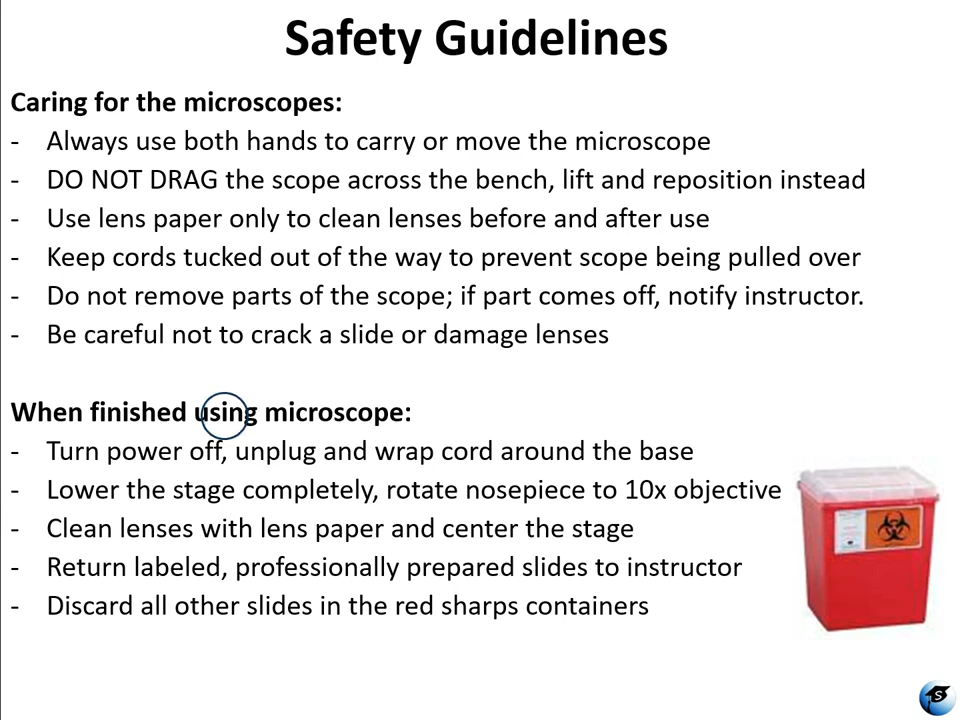 Safety Guidelines
Caring for the microscopes:
- Always use both hands to carry or move the microscope
- DO NOT DRAG the scope across the bench, lift and reposition instead
- Use lens paper only to clean lenses before and after use
- Keep cords tucked out of the way to prevent scope being pulled over
- Do not remove parts of the scope; if part comes off, notify instructor.
- Be careful not to crack a slide or damage lenses
When finished using microscope:
- Turn power off, unplug and wrap cord around the base
- Lower the stage completely, rotate nosepiece to 10x objective
- Clean lenses with lens paper and center the stage
- Return labeled, professionally prepared slides to instructor
- Discard all other slides in the red sharps containers
S